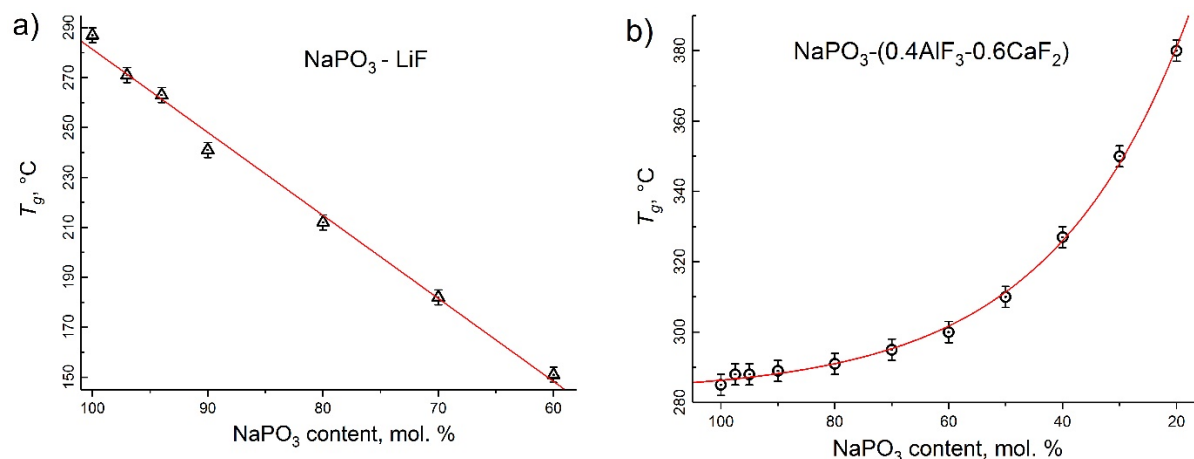 a)
NaPO₃ - LiF
290
270
250
230
210
190
170
150
Tg, °C
100 90 80 70 60
NaPO₃ content, mol. %
b)
NaPO₃-(0.4AlF₃-0.6CaF₂)
380
360
340
320
300
280
Tg, °C
100 80 60 40 20
NaPO₃ content, mol. %